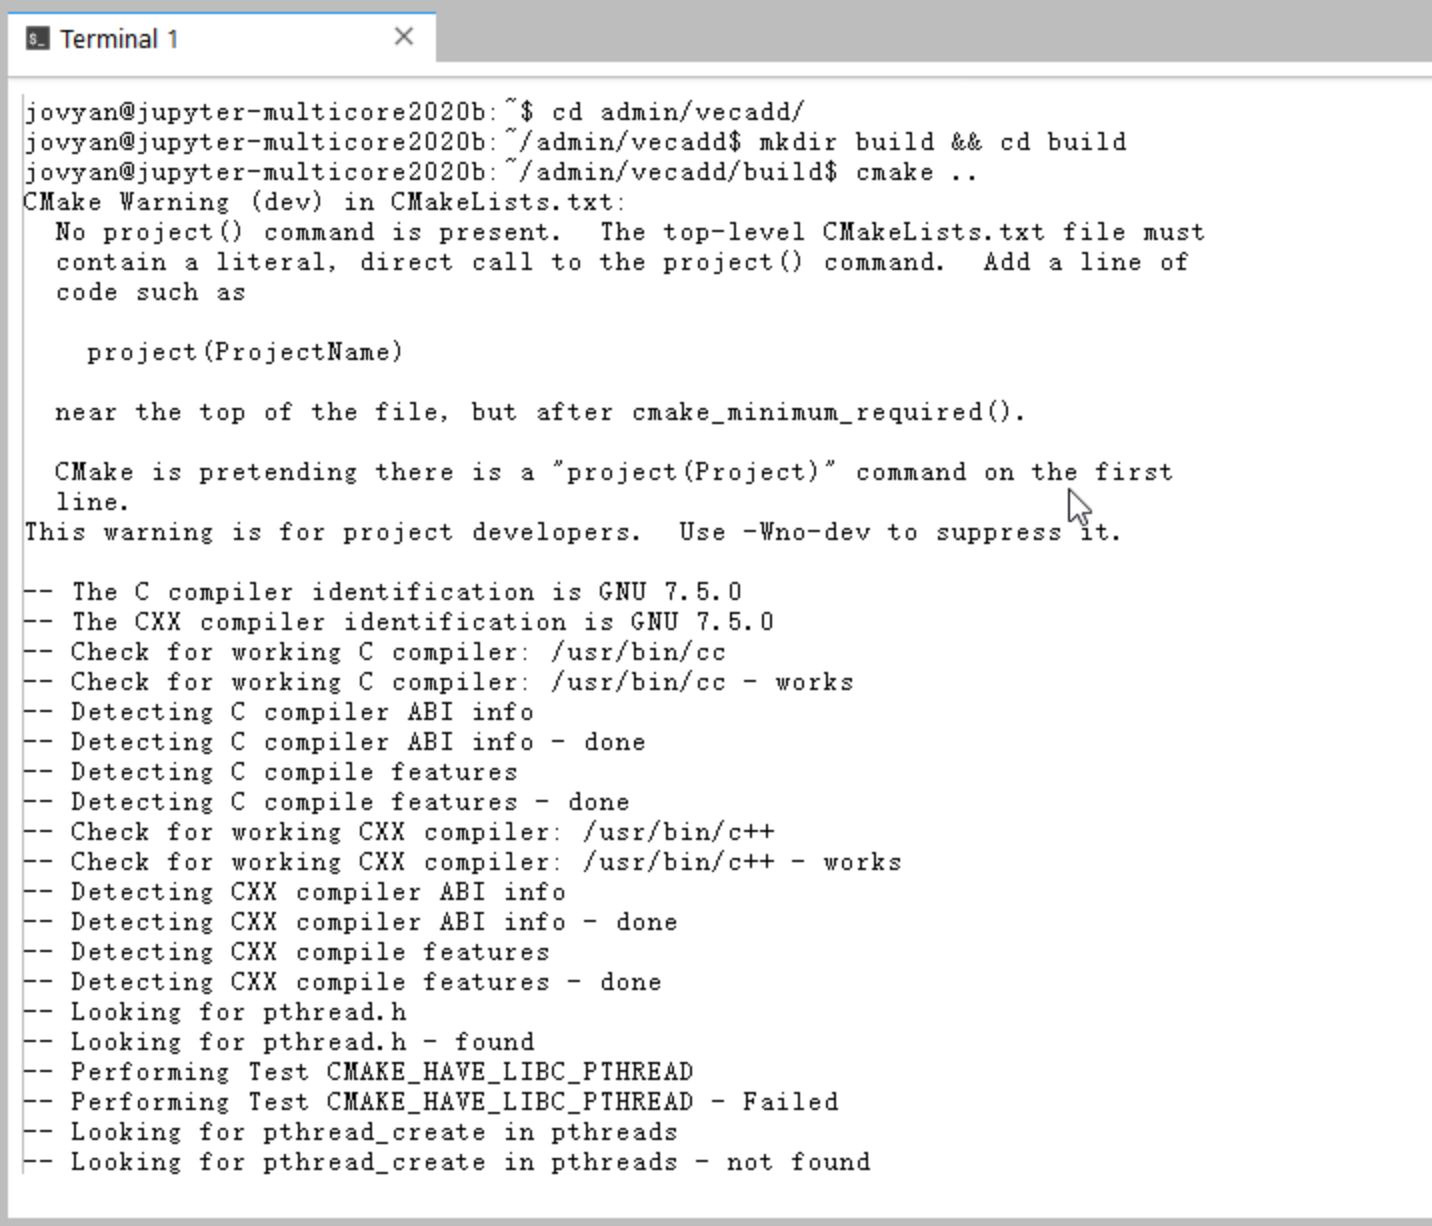 Terminal 1
jovyan@jupyter-multicore2020b:~$ cd admin/vecadd/
jovyan@jupyter-multicore2020b:~/admin/vecadd$ mkdir build && cd build
jovyan@jupyter-multicore2020b:~/admin/vecadd/build$ cmake ..
CMake Warning (dev) in CMakeLists.txt:
  No project() command is present.  The top-level CMakeLists.txt file must
  contain a literal, direct call to the project() command.  Add a line of
  code such as

    project(ProjectName)

  near the top of the file, but after cmake_minimum_required().

  CMake is pretending there is a "project(Project)" command on the first
  line.
This warning is for project developers.  Use -Wno-dev to suppress it.

-- The C compiler identification is GNU 7.5.0
-- The CXX compiler identification is GNU 7.5.0
-- Check for working C compiler: /usr/bin/cc
-- Check for working C compiler: /usr/bin/cc - works
-- Detecting C compiler ABI info
-- Detecting C compiler ABI info - done
-- Detecting C compile features
-- Detecting C compile features - done
-- Check for working CXX compiler: /usr/bin/c++
-- Check for working CXX compiler: /usr/bin/c++ - works
-- Detecting CXX compiler ABI info
-- Detecting CXX compiler ABI info - done
-- Detecting CXX compile features
-- Detecting CXX compile features - done
-- Looking for pthread.h
-- Looking for pthread.h - found
-- Performing Test CMAKE_HAVE_LIBC_PTHREAD
-- Performing Test CMAKE_HAVE_LIBC_PTHREAD - Failed
-- Looking for pthread_create in pthreads
-- Looking for pthread_create in pthreads - not found